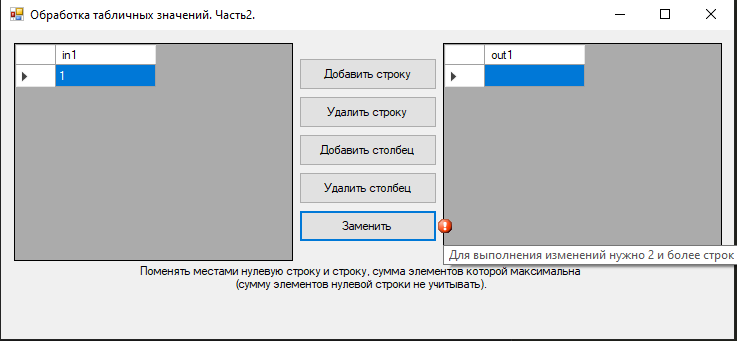 Обработка табличных значений. Часть2.
in1
1
Добавить строку
Удалить строку
Добавить столбец
Удалить столбец
Заменить
out1
Для выполнения изменений нужно 2 и более строк
Поменять местами нулевую строку и строку, сумма элементов которой максимальна
(сумму элементов нулевой строки не учитывать).